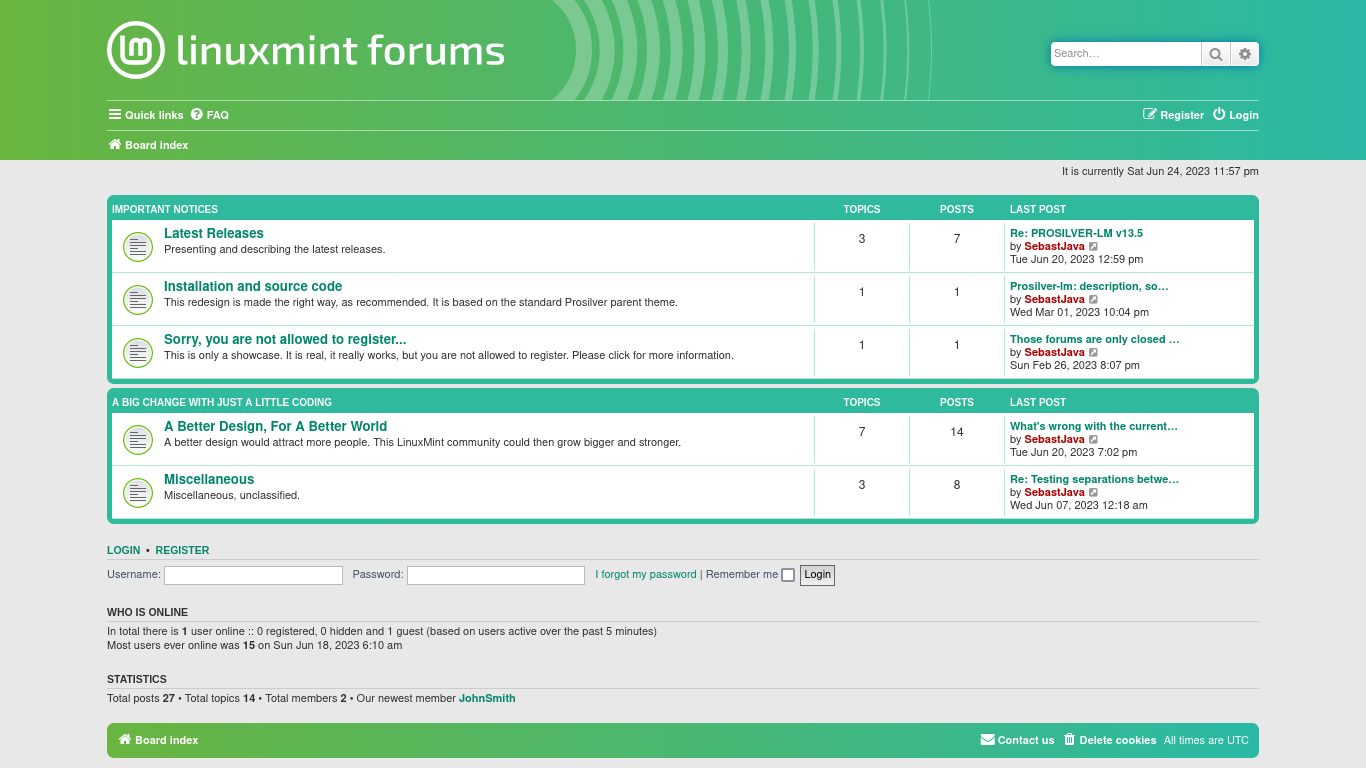 lm linuxmint forums
Search…
Quick links FAQ Register Login
Board index
It is currently Sat Jun 24, 2023 11:57 pm
IMPORTANT NOTICES TOPICS POSTS LAST POST
Latest Releases
Presenting and describing the latest releases.
3 7
Re: PROSILVER-LM v13.5
by SebastJava
Tue Jun 20, 2023 12:59 pm
Installation and source code
This redesign is made the right way, as recommended. It is based on the standard Prosilver parent theme.
1 1
Prosilver-lm: description, so…
by SebastJava
Wed Mar 01, 2023 10:04 pm
Sorry, you are not allowed to register...
This is only a showcase. It is real, it really works, but you are not allowed to register. Please click for more information.
1 1
Those forums are only closed …
by SebastJava
Sun Feb 26, 2023 8:07 pm
A BIG CHANGE WITH JUST A LITTLE CODING TOPICS POSTS LAST POST
A Better Design, For A Better World
A better design would attract more people. This LinuxMint community could then grow bigger and stronger.
7 14
What's wrong with the current…
by SebastJava
Tue Jun 20, 2023 7:02 pm
Miscellaneous
Miscellaneous, unclassified.
3 8
Re: Testing separations betwe…
by SebastJava
Wed Jun 07, 2023 12:18 am
LOGIN • REGISTER
Username: Password: I forgot my password | Remember me Login
WHO IS ONLINE
In total there is 1 user online :: 0 registered, 0 hidden and 1 guest (based on users active over the past 5 minutes)
Most users ever online was 15 on Sun Jun 18, 2023 6:10 am
STATISTICS
Total posts 27 • Total topics 14 • Total members 2 • Our newest member JohnSmith
Board index Contact us Delete cookies All times are UTC